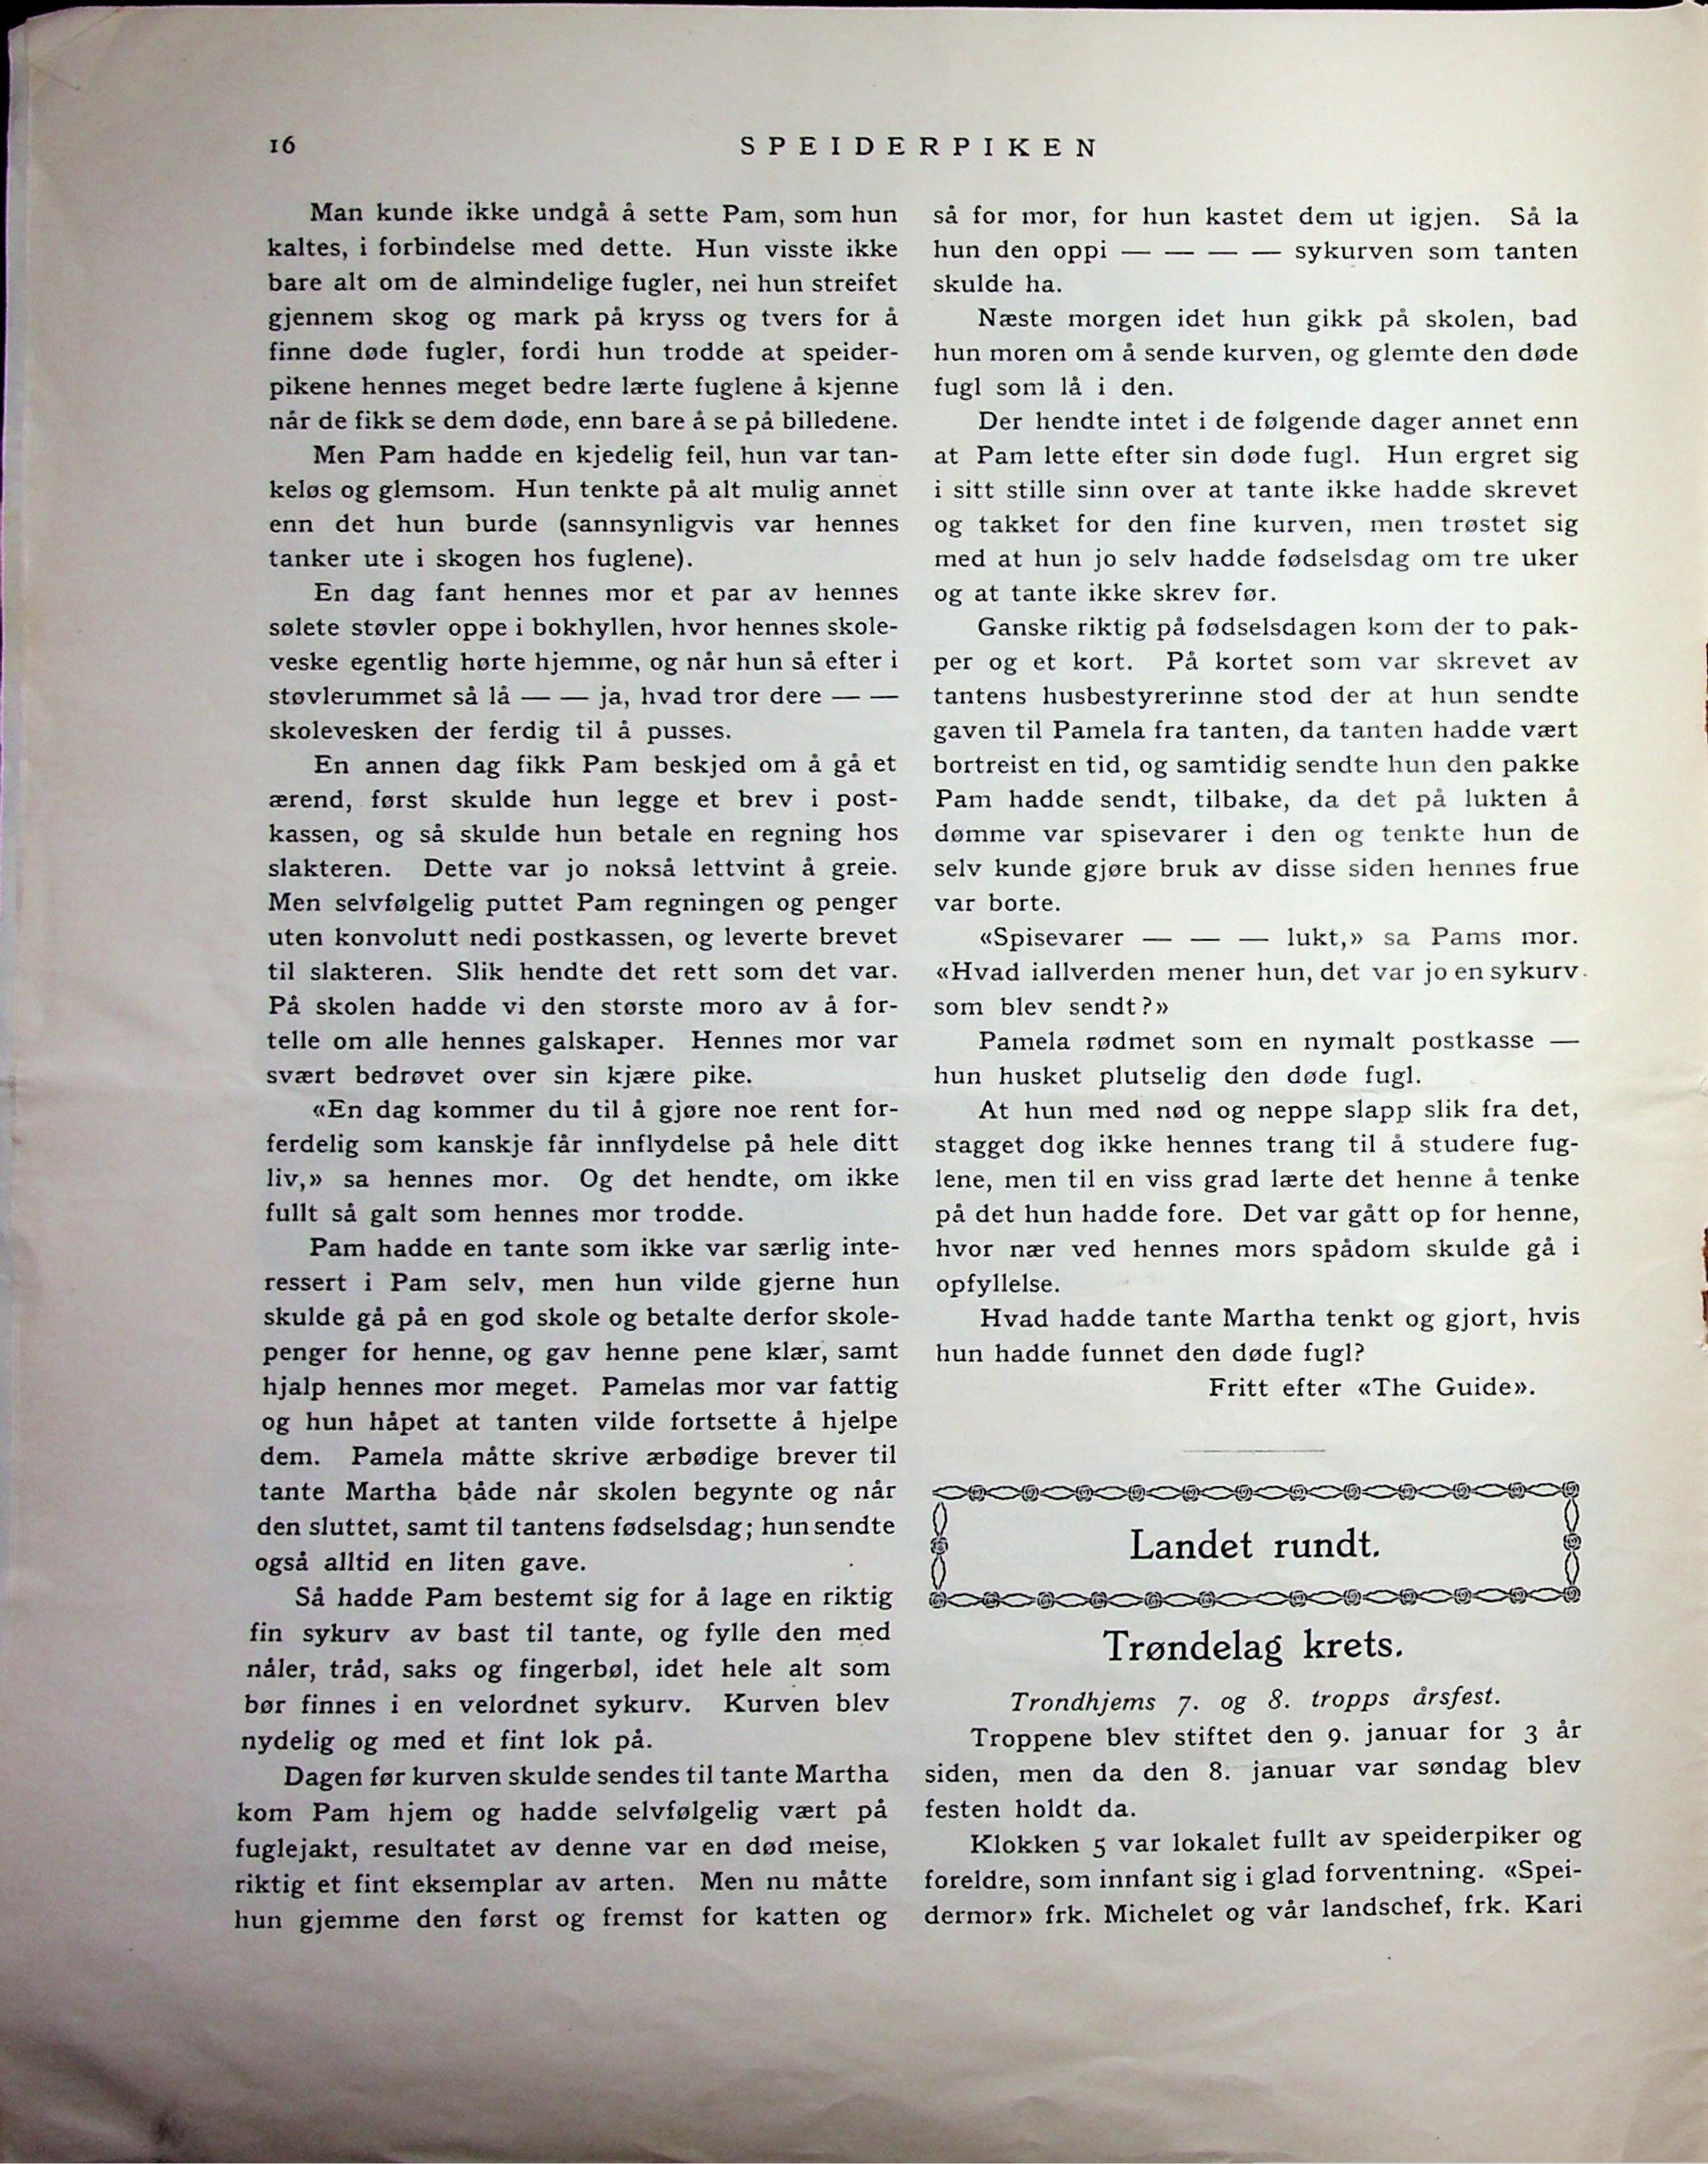 16
SPEIDERPIKEN
Man kunde ikke undgå å sette Pam, som hun
kaltes, i forbindelse med dette. Hun visste ikke
bare alt om de almindelige fugler, nei hun streifet
gjennem skog og mark på kryss og tvers for å
finne døde fugler, fordi hun trodde at speider-
pikene hennes meget bedre lærte fuglene å kjenne
når de fikk se dem døde, enn bare å se på billedene.
Men Pam hadde en kjedelig feil, hun var tan-
keløs og glemsom. Hun tenkte på alt mulig annet
enn det hun burde (sannsynligvis var hennes
tanker ute i skogen hos fuglene).
En dag fant hennes mor et par av hennes
sølete støvler oppe i bokhyllen, hvor hennes skole-
veske egentlig hørte hjemme, og når hun så efter i
støvlerummet så lå — — ja, hvad tror dere — —
skolevesken der ferdig til å pusses.
En annen dag fikk Pam beskjed om å gå et
ærend, først skulde hun legge et brev i post-
kassen, og så skulde hun betale en regning hos
slakteren. Dette var jo nokså lettvint å greie.
Men selvfølgelig puttet Pam regningen og penger
uten konvolutt nedi postkassen, og leverte brevet
til slakteren. Slik hendte det rett som det var.
På skolen hadde vi den største moro av å for-
telle om alle hennes galskaper. Hennes mor var
svært bedrøvet over sin kjære pike.
«En dag kommer du til å gjøre noe rent for-
ferdelig som kanskje får innflydelse på hele ditt
liv,» sa hennes mor. Og det hendte, om ikke
fullt så galt som hennes mor trodde.
Pam hadde en tante som ikke var særlig inte-
ressert i Pam selv, men hun vilde gjerne hun
skulde gå på en god skole og betalte derfor skole-
penger for henne, og gav henne pene klær, samt
hjalp hennes mor meget. Pamelas mor var fattig
og hun håpet at tanten vilde fortsette å hjelpe
dem. Pamela måtte skrive ærbødige brever til
tante Martha både når skolen begynte og når
den sluttet, samt til tantens fødselsdag; hun sendte
også alltid en liten gave.
Så hadde Pam bestemt sig for å lage en riktig
fin sykurv av bast til tante, og fylle den med
nåler, tråd, saks og fingerbøl, idet hele alt som
bør finnes i en velordnet sykurv. Kurven blev
nydelig og med et fint lok på.
Dagen før kurven skulde sendes til tante Martha
kom Pam hjem og hadde selvfølgelig vært på
fuglejakt, resultatet av denne var en død meise,
riktig et fint eksemplar av arten. Men nu måtte
hun gjemme den først og fremst for katten og
så for mor, for hun kastet dem ut igjen. Så la
hun den oppi — — — — sykurven som tanten
skulde ha.
Næste morgen idet hun gikk på skolen, bad
hun moren om å sende kurven, og glemte den døde
fugl som lå i den.
Der hendte intet i de følgende dager annet enn
at Pam lette efter sin døde fugl. Hun ergret sig
i sitt stille sinn over at tante ikke hadde skrevet
og takket for den fine kurven, men trøstet sig
med at hun jo selv hadde fødselsdag om tre uker
og at tante ikke skrev før.
Ganske riktig på fødselsdagen kom der to pak-
per og et kort. På kortet som var skrevet av
tantens husbestyrerinne stod der at hun sendte
gaven til Pamela fra tanten, da tanten hadde vært
bortreist en tid, og samtidig sendte hun den pakke
Pam hadde sendt, tilbake, da det på lukten å
dømme var spisevarer i den og tenkte hun de
selv kunde gjøre bruk av disse siden hennes frue
var borte.
«Spisevarer — — — lukt,» sa Pams mor.
«Hvad iallverden mener hun, det var jo en sykurv.
som blev sendt?»
Pamela rødmet som en nymalt postkasse —
hun husket plutselig den døde fugl.
At hun med nød og neppe slapp slik fra det,
stagget dog ikke hennes trang til å studere fug-
lene, men til en viss grad lærte det henne å tenke
på det hun hadde fore. Det var gått op for henne,
hvor nær ved hennes mors spådom skulde gå i
opfyllelse.
Hvad hadde tante Martha tenkt og gjort, hvis
hun hadde funnet den døde fugl?
Fritt efter «The Guide».
Landet rundt.
Trøndelag krets.
Trondhjems 7. og 8. tropps årsfest.
Troppene blev stiftet den 9. januar for 3 år
siden, men da den 8. januar var søndag blev
festen holdt da.
Klokken 5 var lokalet fullt av speiderpiker og
foreldre, som innfant sig i glad forventning. «Spei-
dermor» frk. Michelet og vår landschef, frk. Kari